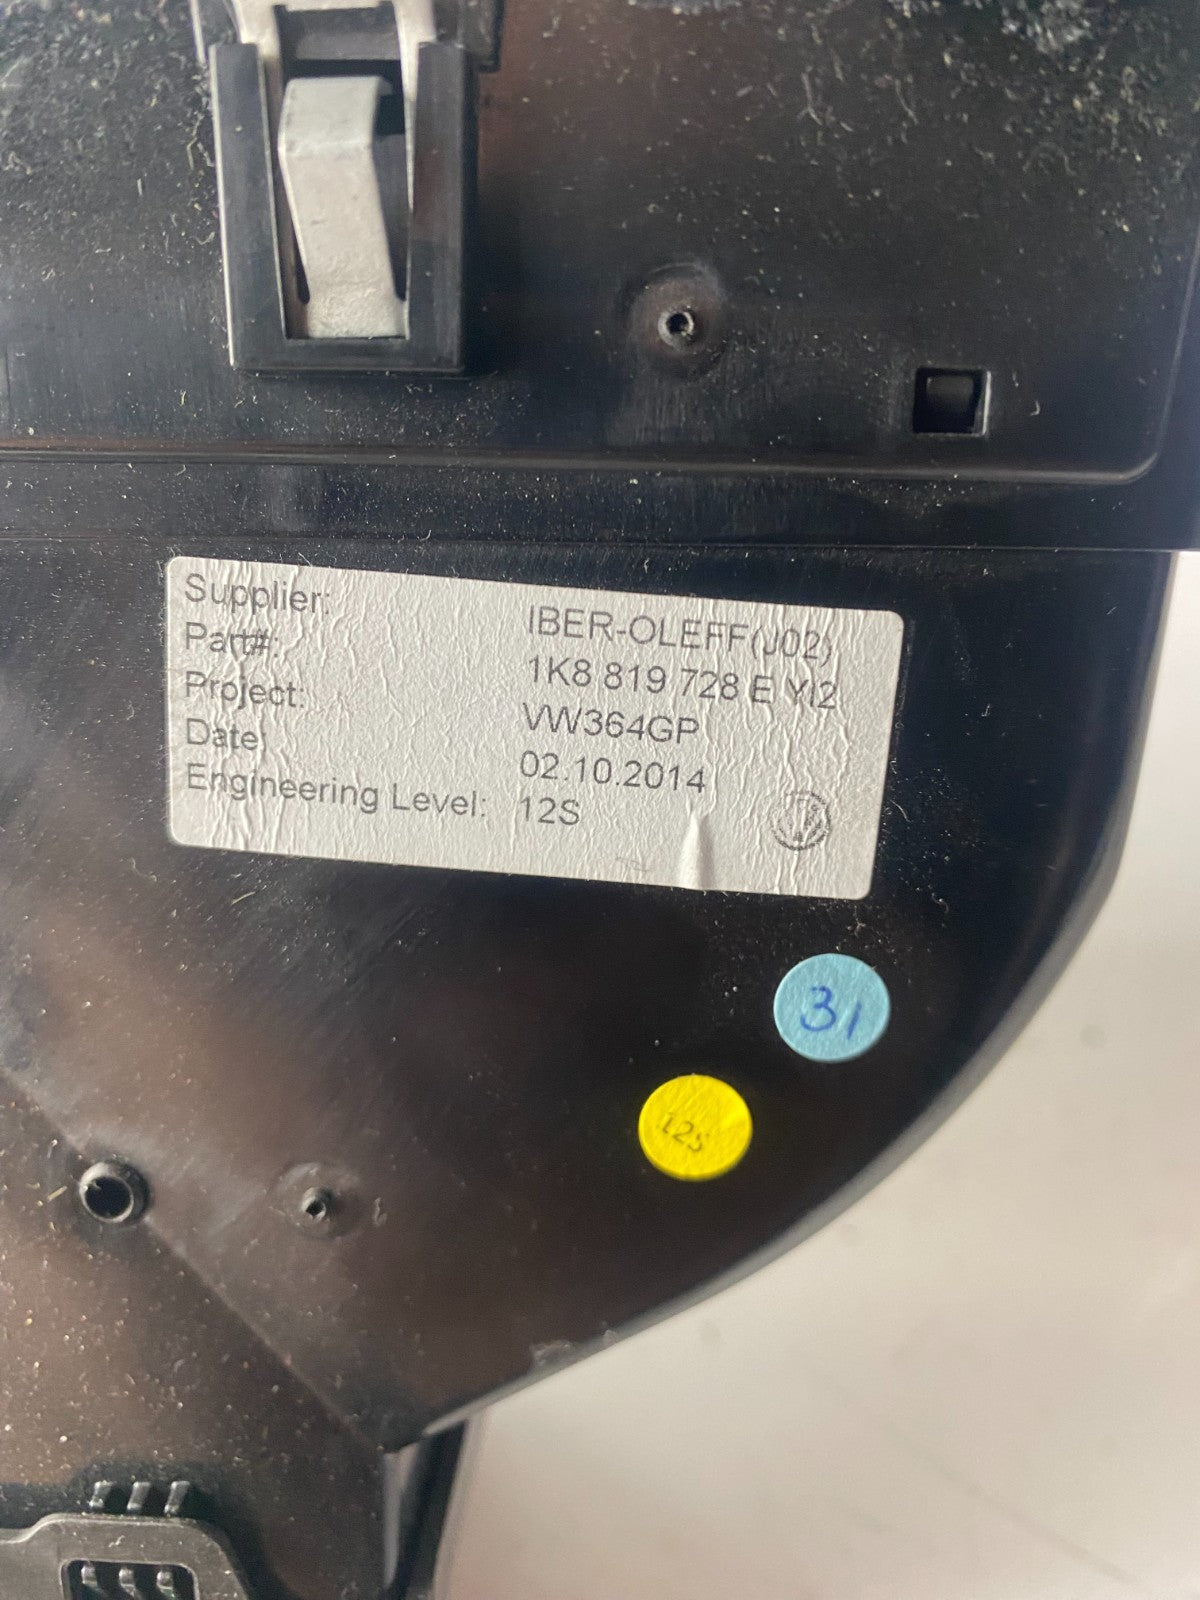 Supplier: IBER-OLEFF(J02)
Part#: 1K8 819 728 E YI2
Project: VW364GP
Date: 02.10.2014
Engineering Level: 12S
31
12S